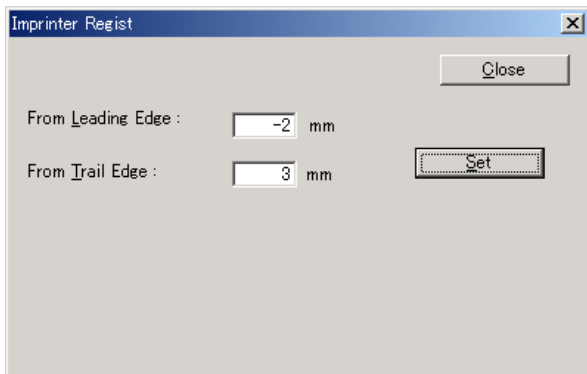 Imprinter Regist
Close
From Leading Edge : -2 mm
From Trail Edge : 3 mm
Set